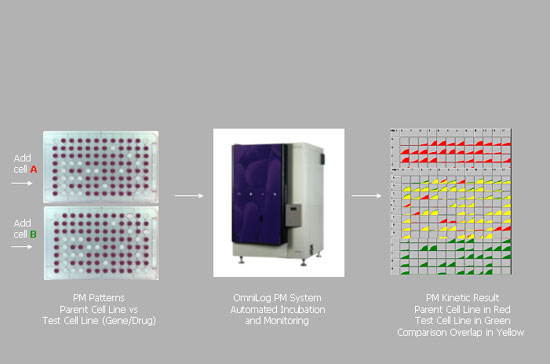 Add
cell A
Add
cell B
PM Patterns
Parent Cell Line vs
Test Cell Line (Gene/Drug)
OmniLog PM System
Automated Incubation
and Monitoring
PM Kinetic Result
Parent Cell Line in Red
Test Cell Line in Green
Comparison Overlap in Yellow